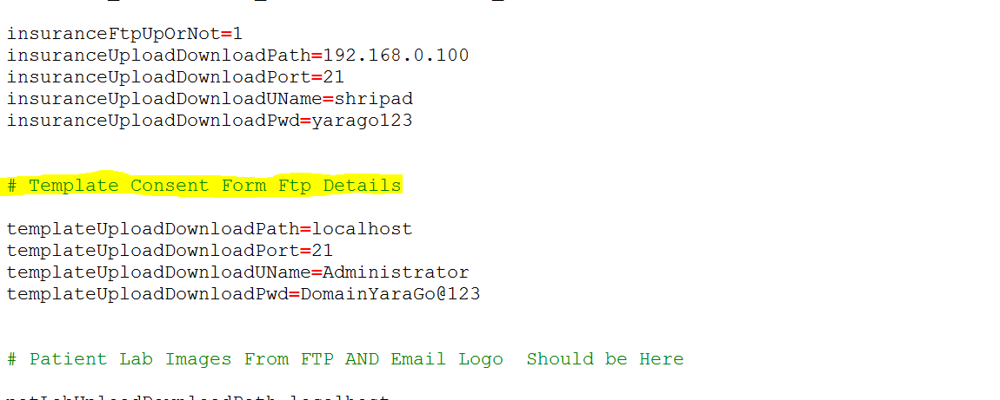 insuranceFtpUpOrNot=1
insuranceUploadDownloadPath=192.168.0.100
insuranceUploadDownloadPort=21
insuranceUploadDownloadUName=shripad
insuranceUploadDownloadPwd=yarago123
# Template Consent Form Ftp Details
templateUploadDownloadPath=localhost
templateUploadDownloadPort=21
templateUploadDownloadUName=Administrator
templateUploadDownloadPwd=DomainYaraGo@123
# Patient Lab Images From FTP AND Email Logo  Should be Here